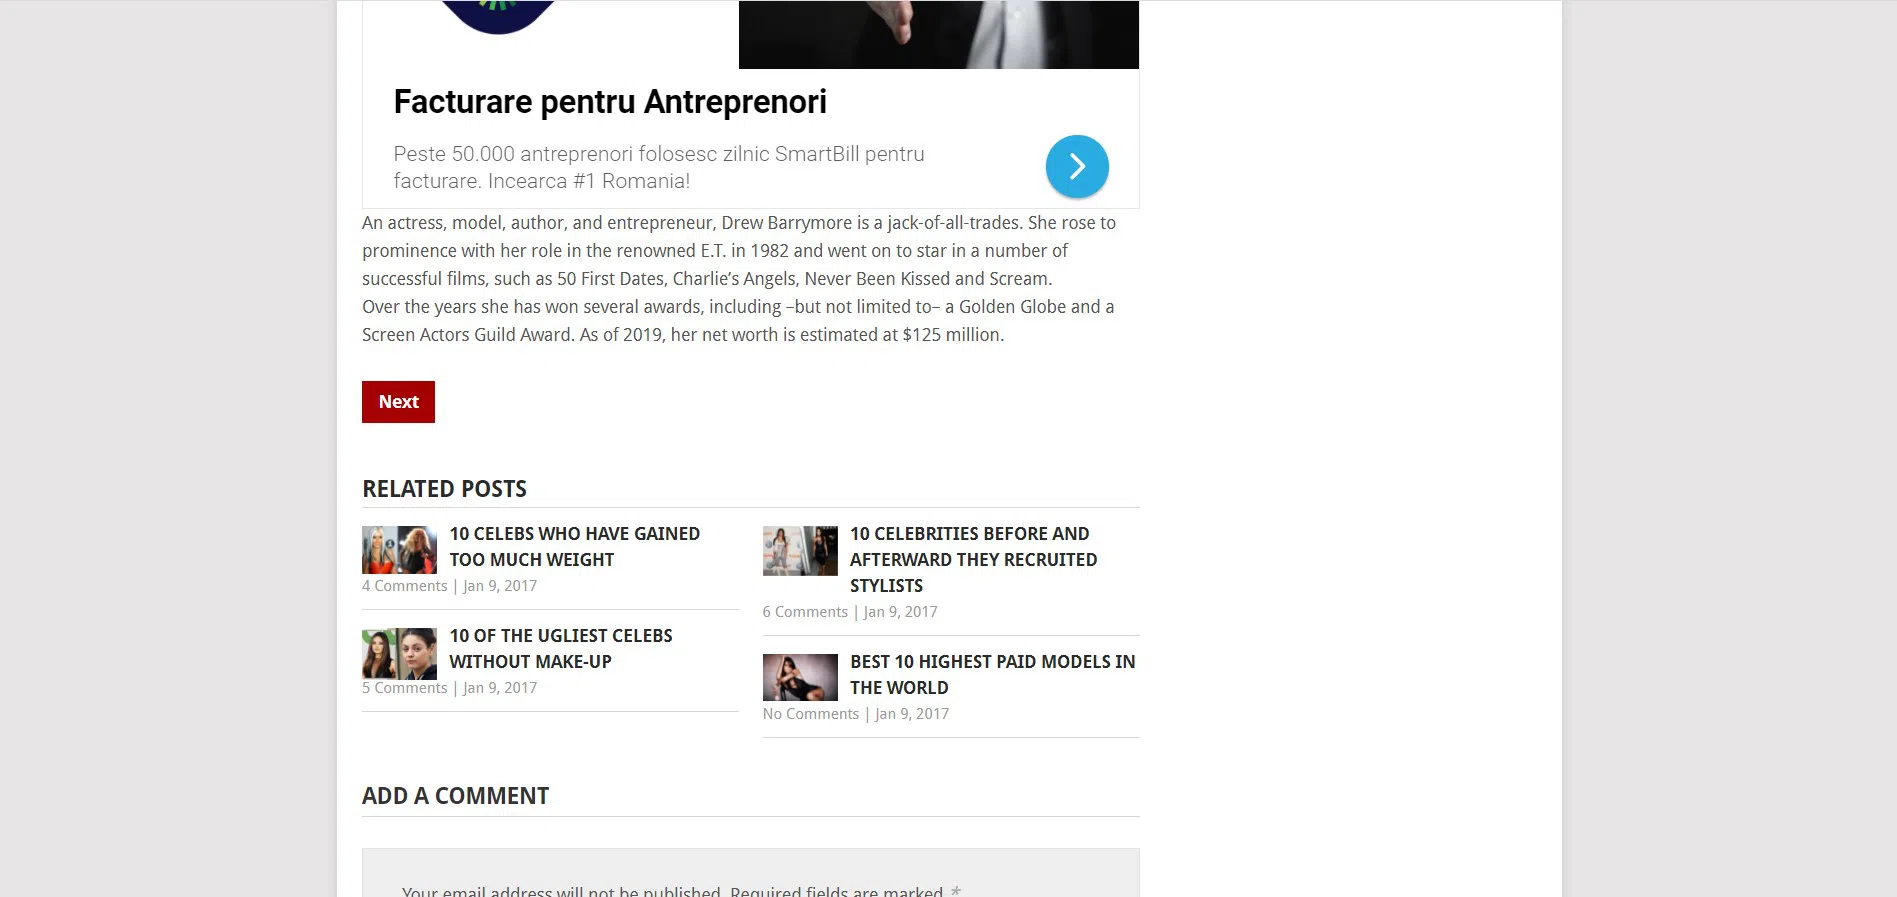 Facturare pentru Antreprenori
Peste 50.000 antreprenori folosesc zilnic SmartBill pentru
facturare. Incearca #1 Romania!
An actress, model, author, and entrepreneur, Drew Barrymore is a jack-of-all-trades. She rose to
prominence with her role in the renowned E.T. in 1982 and went on to star in a number of
successful films, such as 50 First Dates, Charlie’s Angels, Never Been Kissed and Scream.
Over the years she has won several awards, including –but not limited to– a Golden Globe and a
Screen Actors Guild Award. As of 2019, her net worth is estimated at $125 million.
Next
RELATED POSTS
10 CELEBS WHO HAVE GAINED
TOO MUCH WEIGHT
4 Comments | Jan 9, 2017
10 OF THE UGLIEST CELEBS
WITHOUT MAKE-UP
5 Comments | Jan 9, 2017
10 CELEBRITIES BEFORE AND
AFTERWARD THEY RECRUITED
STYLISTS
6 Comments | Jan 9, 2017
BEST 10 HIGHEST PAID MODELS IN
THE WORLD
No Comments | Jan 9, 2017
ADD A COMMENT
Your email address will not be published. Required fields are marked *